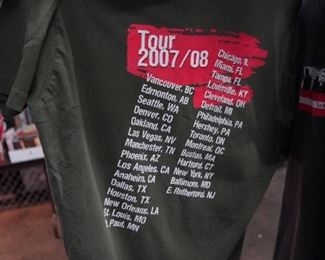 Tour
2007/08
Vancouver, BC
Edmonton, AB
Seattle, WA
Denver, CO
Oakland, CA
Las Vegas, NV
Manchester, TN
Phoenix, AZ
Los Angeles, CA
Anaheim, CA
Dallas, TX
Houston, TX
New Orleans, LA
St. Louis, MO
St. Paul, MN
Chicago, IL
Miami, FL
Tampa, FL
Louisville, KY
Cleveland, OH
Detroit, MI
Philadelphia, PA
Hershey, PA
Toronto, ON
Montreal, QC
Boston, MA
Hartford, CT
New York, NY
Baltimore, MD
E. Rutherford, NJ